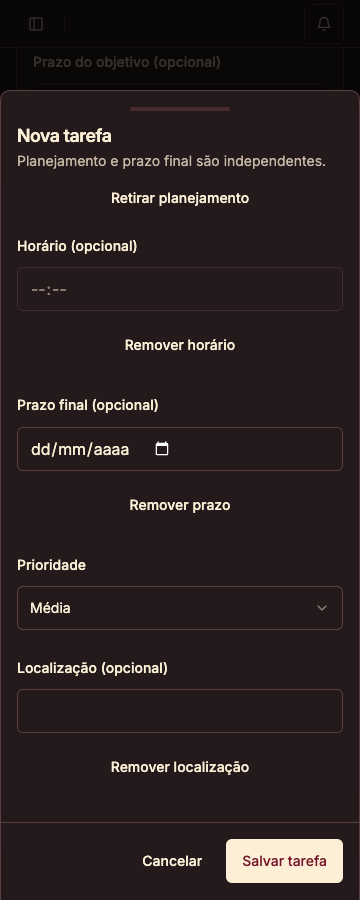 Prazo do objetivo (opcional)
Nova tarefa
Planejamento e prazo final são independentes.
Retirar planejamento
Horário (opcional)
--:--
Remover horário
Prazo final (opcional)
dd/mm/aaaa
Remover prazo
Prioridade
Média
Localização (opcional)
Remover localização
Cancelar
Salvar tarefa